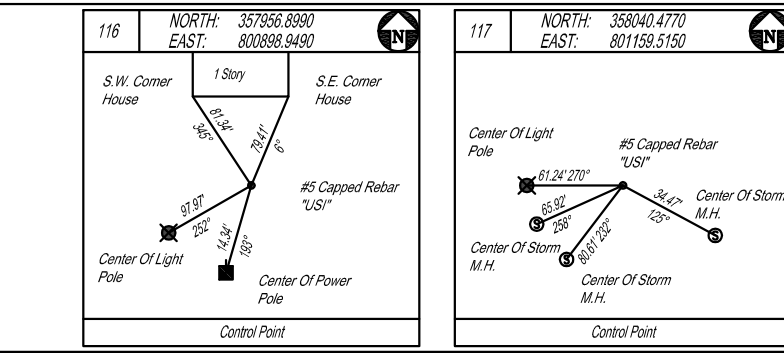 116
NORTH: 357956.8990
EAST: 800898.9490
N
S.W. Corner
House
1 Story
S.E. Corner
House
81.34'
345°
79.41'
9°
#5 Capped Rebar
"USI"
97.97'
252°
14.34'
193°
Center Of Light
Pole
Center Of Power
Pole
Control Point
117
NORTH: 358040.4770
EAST: 801159.5150
N
Center Of Light
Pole
#5 Capped Rebar
"USI"
61.24' 270°
65.92'
258°
80.61' 232°
34.47'
125°
Center Of Storm
M.H.
S
S
S
Center Of Storm
M.H.
Center Of Storm
M.H.
Control Point